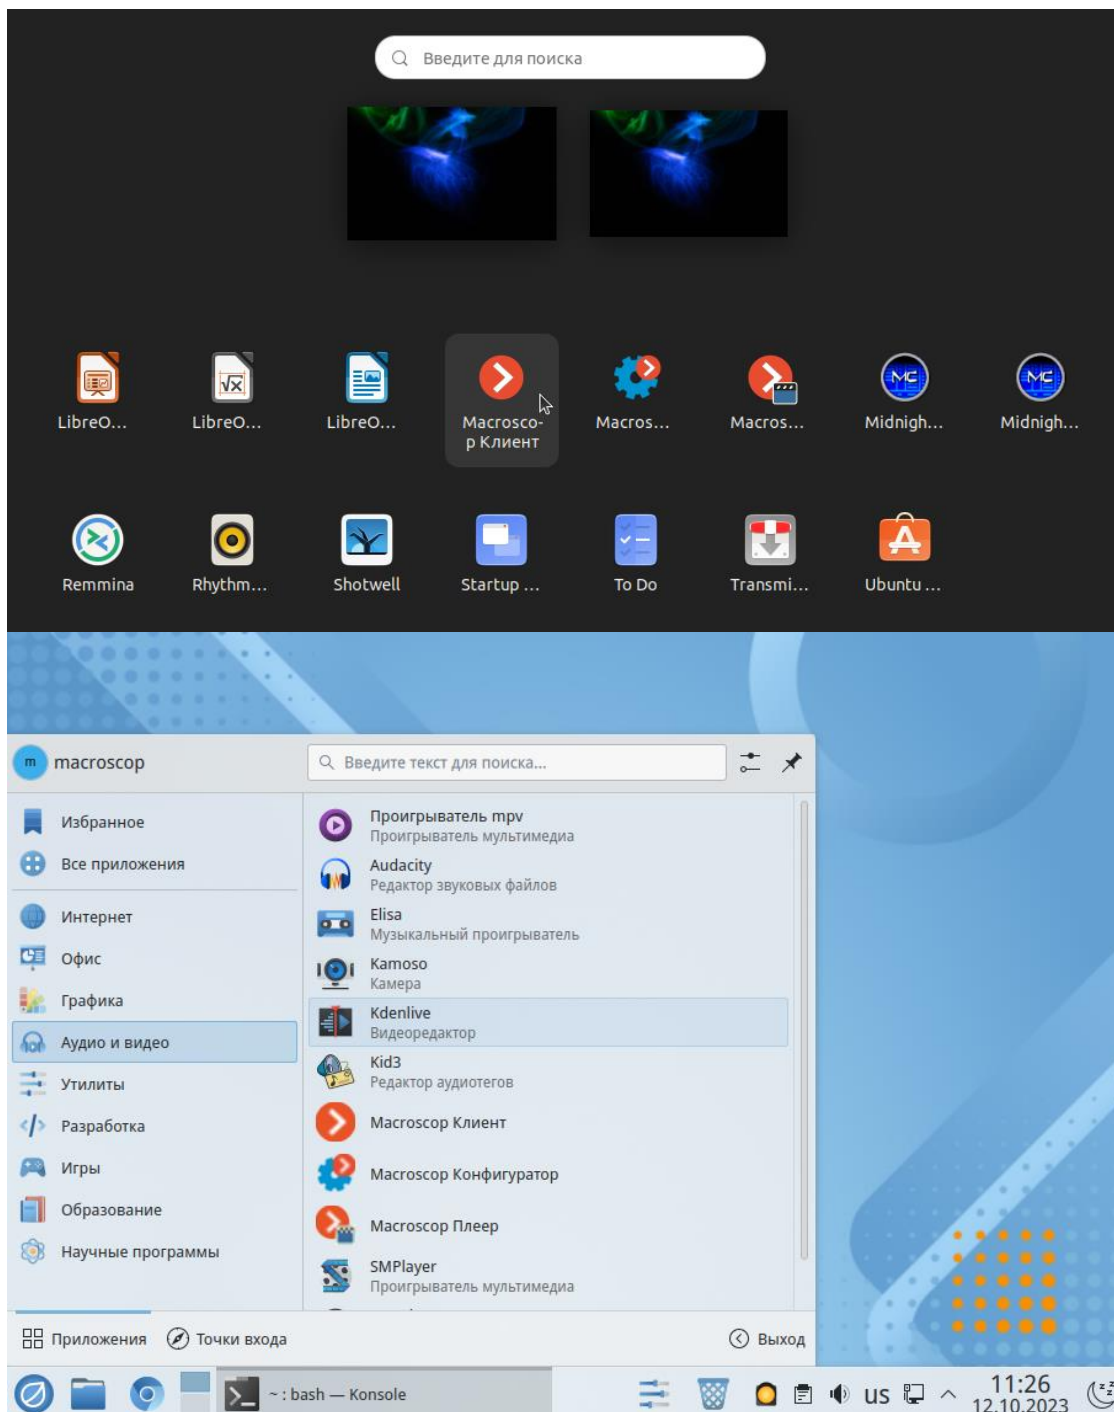 Введите для поиска
LibreO...
LibreO...
LibreO...
Macrosco-
р Клиент
Macros...
Macros...
Midnigh...
Midnigh...
Remmina
Rhythm...
Shotwell
Startup ...
To Do
Transmi...
Ubuntu ...
m
macroscop
Введите текст для поиска...
Избранное
Все приложения
Интернет
Офис
Графика
Аудио и видео
Утилиты
Разработка
Игры
Образование
Научные программы
Проигрыватель mpv
Проигрыватель мультимедиа
Audacity
Редактор звуковых файлов
Elisa
Музыкальный проигрыватель
Kamoso
Камера
Kdenlive
Видеоредактор
Kid3
Редактор аудиотегов
Macroscop Клиент
Macroscop Конфигуратор
Macroscop Плеер
SMPlayer
Проигрыватель мультимедиа
Приложения
Точки входа
Выход
~ : bash — Konsole
us
11:26
12.10.2023